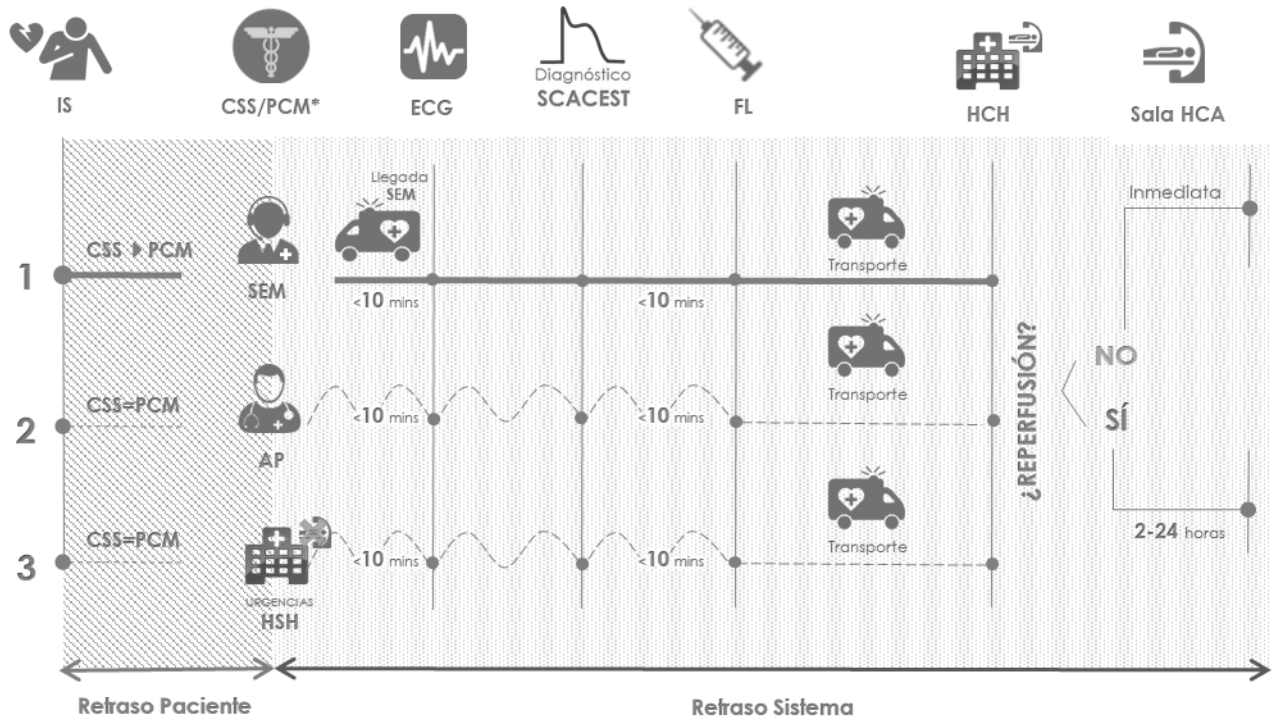 IS
CSS/PCM*
ECG
Diagnóstico
SCACEST
FL
HCH
Sala HCA
Llegada
SEM
Inmediata
1
CSS PCM
SEM
<10 mins
<10 mins
Transporte
2
CSS=PCM
AP
<10 mins
<10 mins
Transporte
¿REPERFUSIÓN?
NO
SÍ
3
CSS=PCM
URGENCIAS
HSH
<10 mins
<10 mins
Transporte
2-24 horas
Retraso Paciente
Retraso Sistema